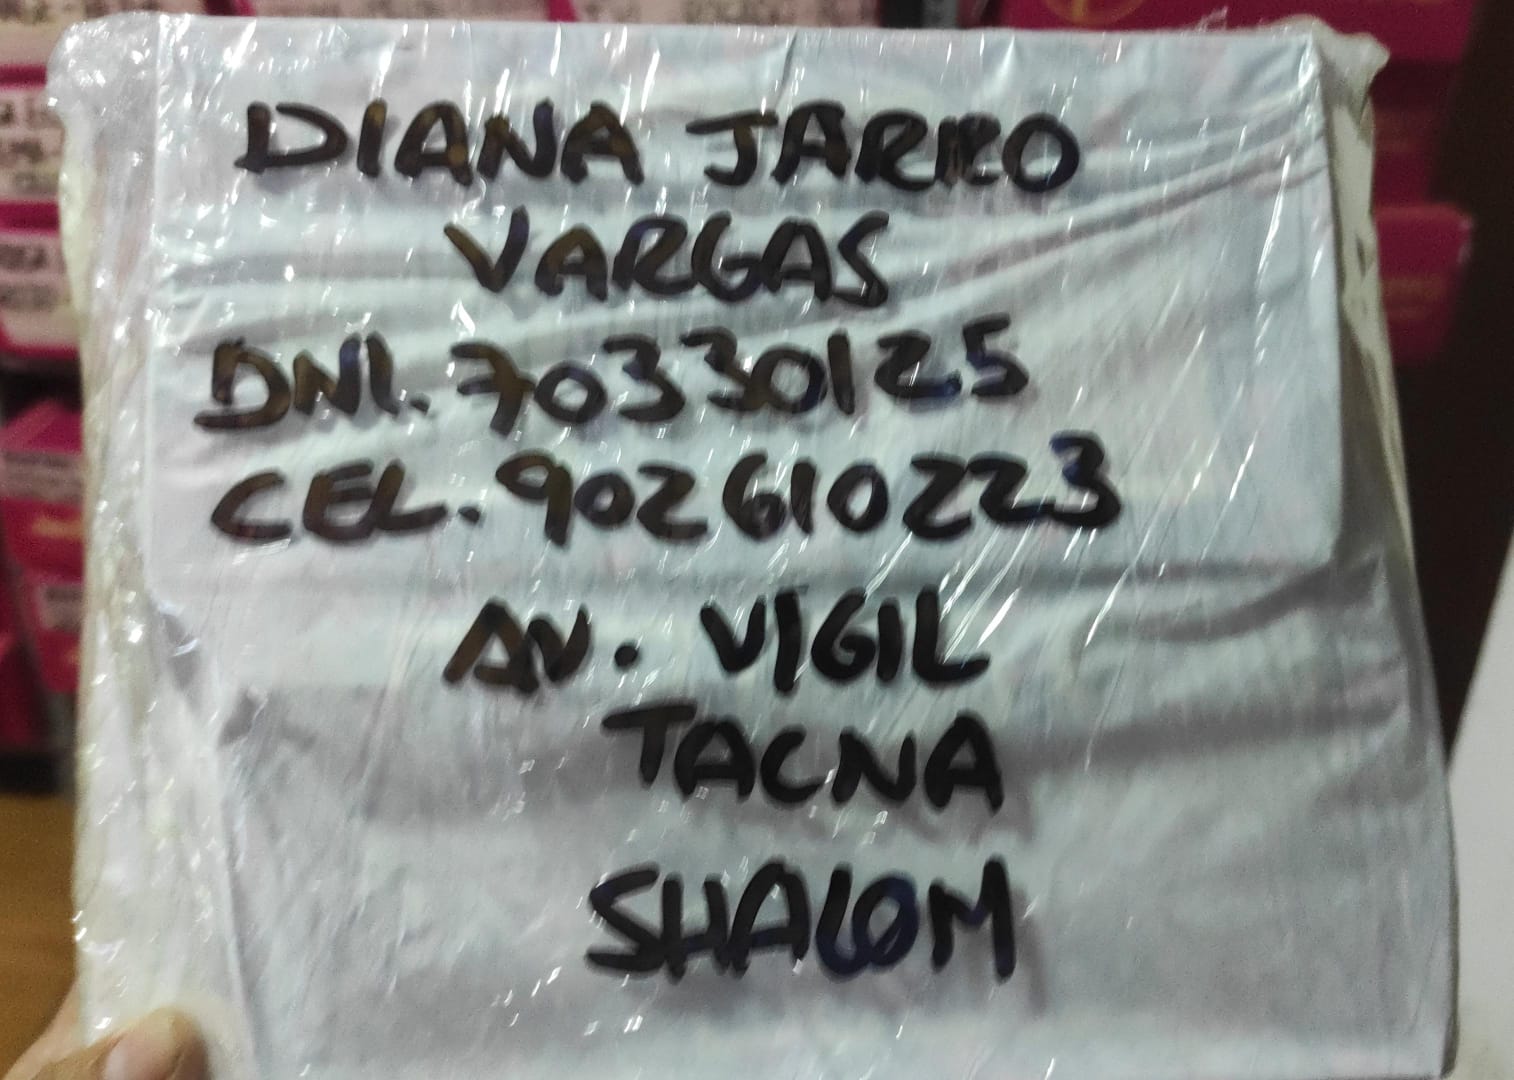 DIANA JARRO
VARGAS
DNI. 70330125
CEL. 902610223
AV. VIGIL
TACNA
SHALOM